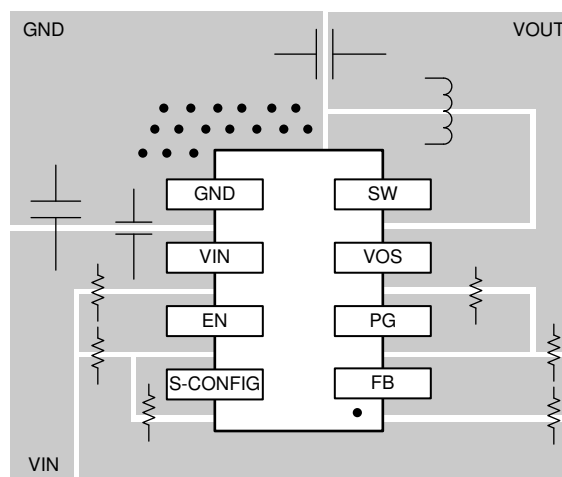 GND
VOUT
GND
SW
VIN
VOS
EN
PG
S-CONFIG
FB
VIN